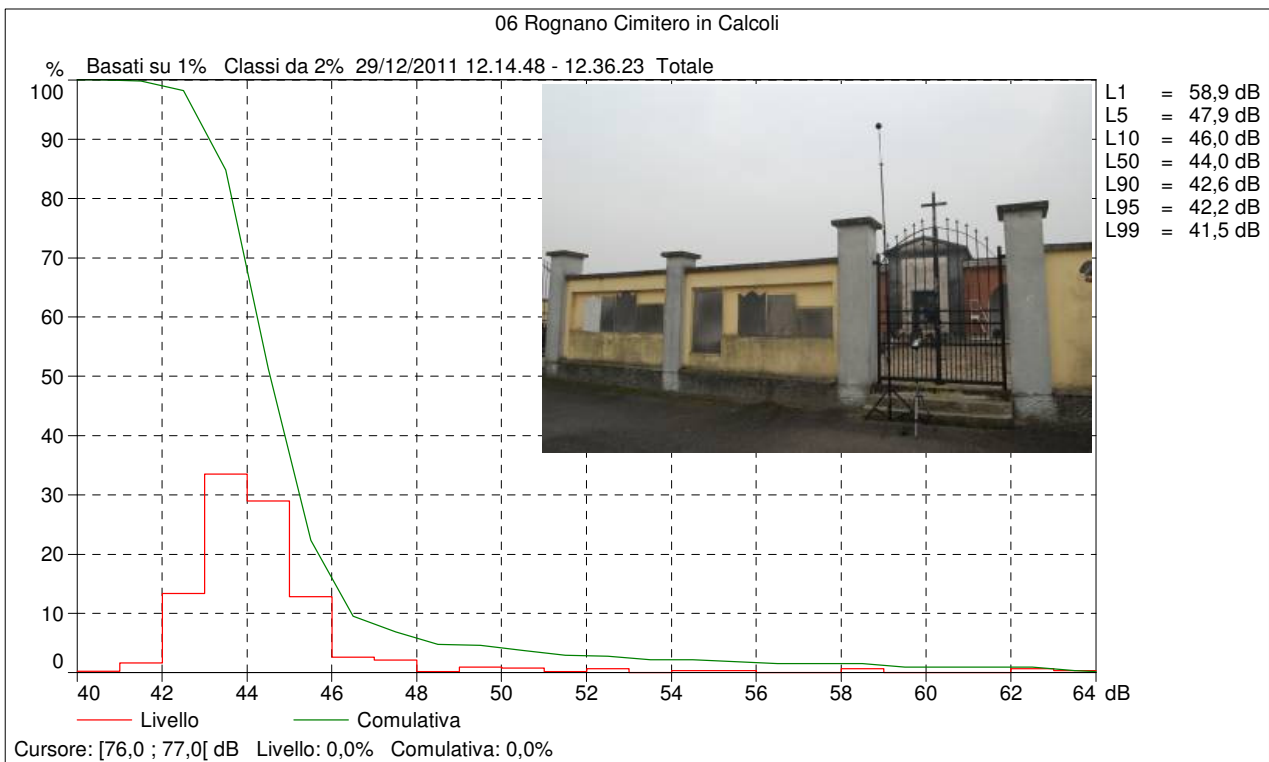 06 Rognano Cimitero in Calcoli
% Basati su 1% Classi da 2% 29/12/2011 12.14.48 - 12.36.23 Totale
100
90
80
70
60
50
40
30
20
10
0
40 42 44 46 48 50 52 54 56 58 60 62 64 dB
Livello Comulativa
Cursore: [76,0 ; 77,0[ dB Livello: 0,0% Comulativa: 0,0%
L1 = 58,9 dB
L5 = 47,9 dB
L10 = 46,0 dB
L50 = 44,0 dB
L90 = 42,6 dB
L95 = 42,2 dB
L99 = 41,5 dB